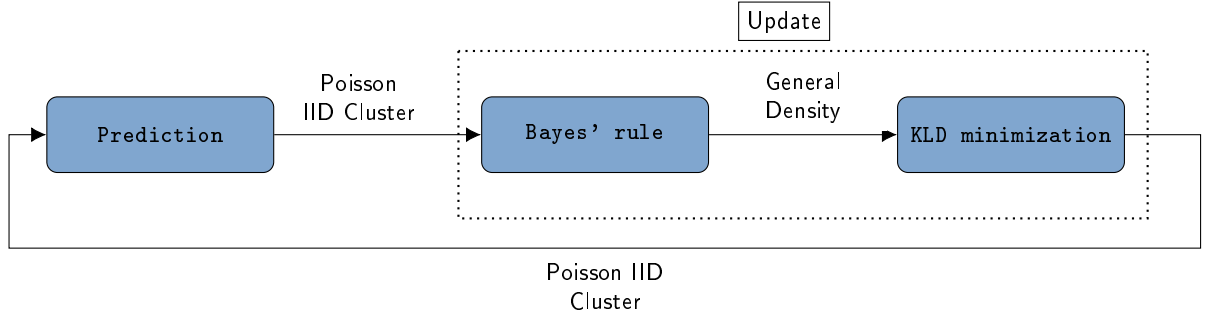 Update
Poisson
IID Cluster
General
Density
Prediction
Bayes' rule
KLD minimization
Poisson IID
Cluster